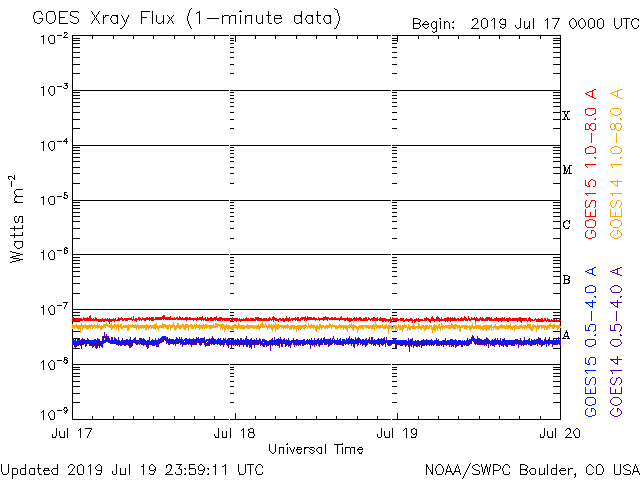 GOES Xray Flux (1-minute data)
Begin: 2019 Jul 17 0000 UTC
10⁻²
10⁻³
10⁻⁴
10⁻⁵
10⁻⁶
10⁻⁷
10⁻⁸
10⁻⁹
Watts m⁻²
X
M
C
B
A
GOES15 1.0-8.0 A
GOES14 1.0-8.0 A
GOES15 0.5-4.0 A
GOES14 0.5-4.0 A
Jul 17
Jul 18
Jul 19
Jul 20
Universal Time
Updated 2019 Jul 19 23:59:11 UTC
NOAA/SWPC Boulder, CO USA